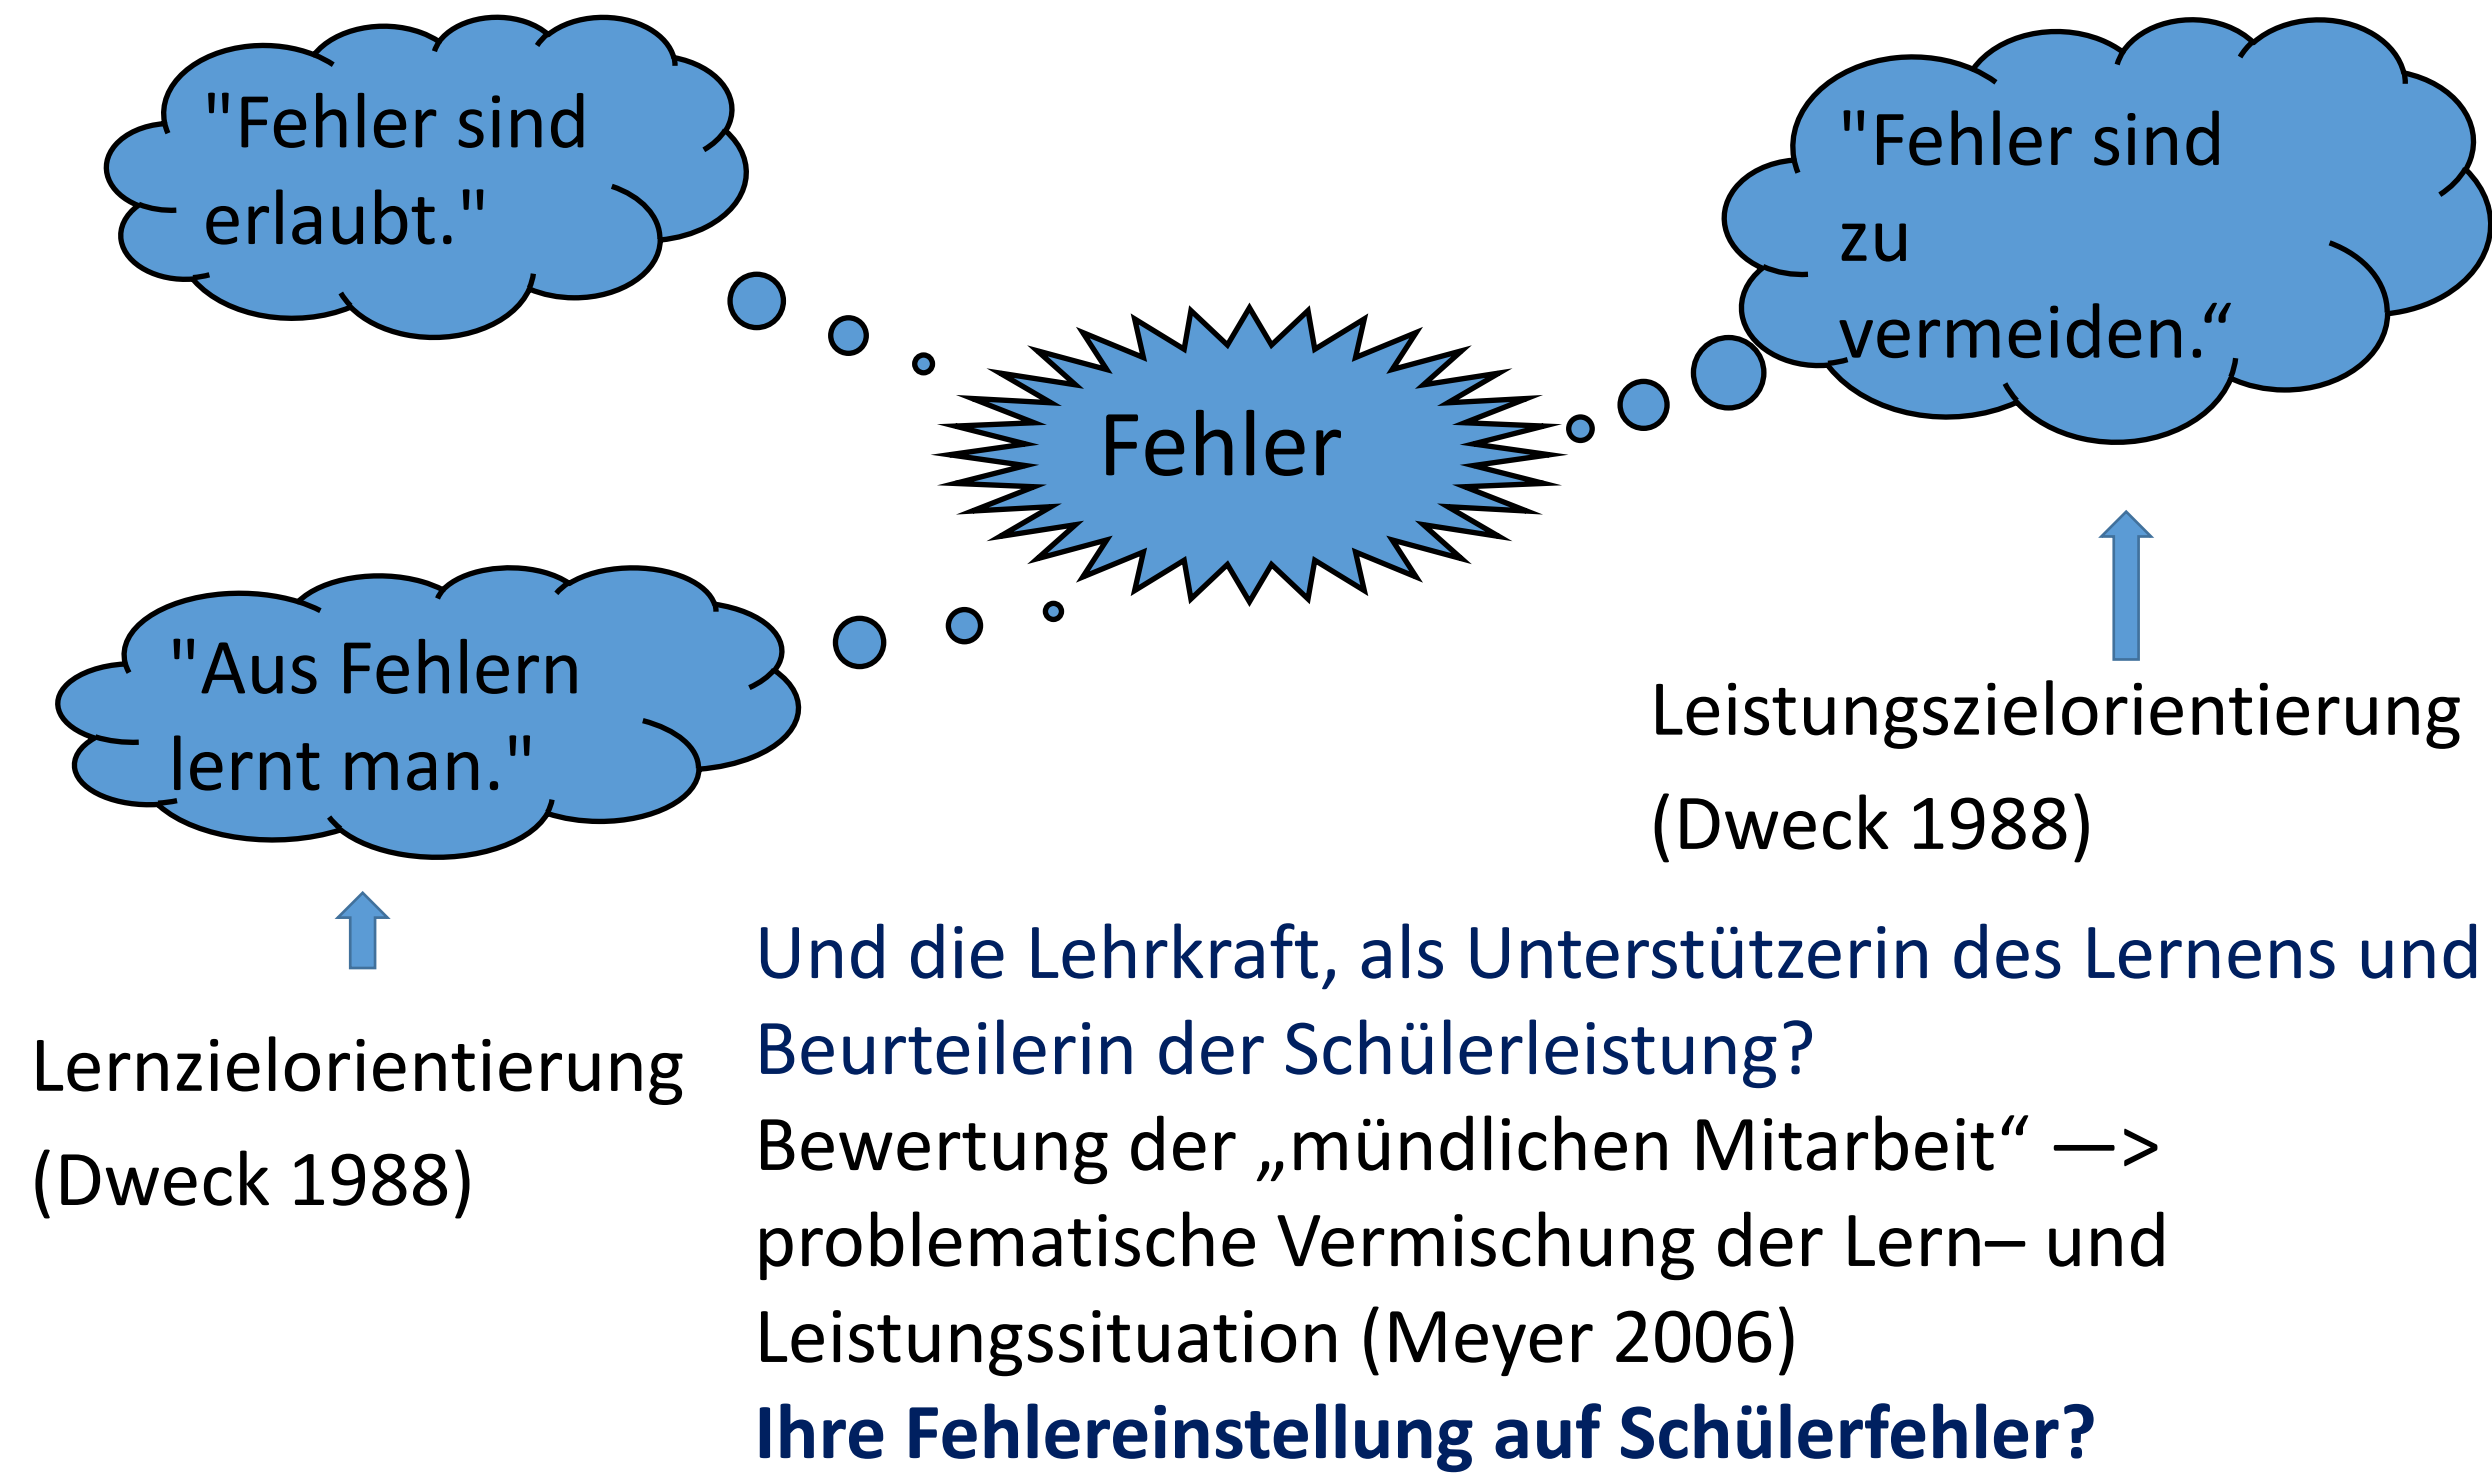 "Fehler sind
erlaubt."
"Fehler sind
zu
vermeiden.“
Fehler
"Aus Fehlern
lernt man."
Leistungszielorientierung
(Dweck 1988)
Lernzielorientierung
(Dweck 1988)
Und die Lehrkraft, als Unterstützerin des Lernens und
Beurteilerin der Schülerleistung?
Bewertung der „mündlichen Mitarbeit“ —>
problematische Vermischung der Lern– und
Leistungssituation (Meyer 2006)
Ihre Fehlereinstellung auf Schülerfehler?